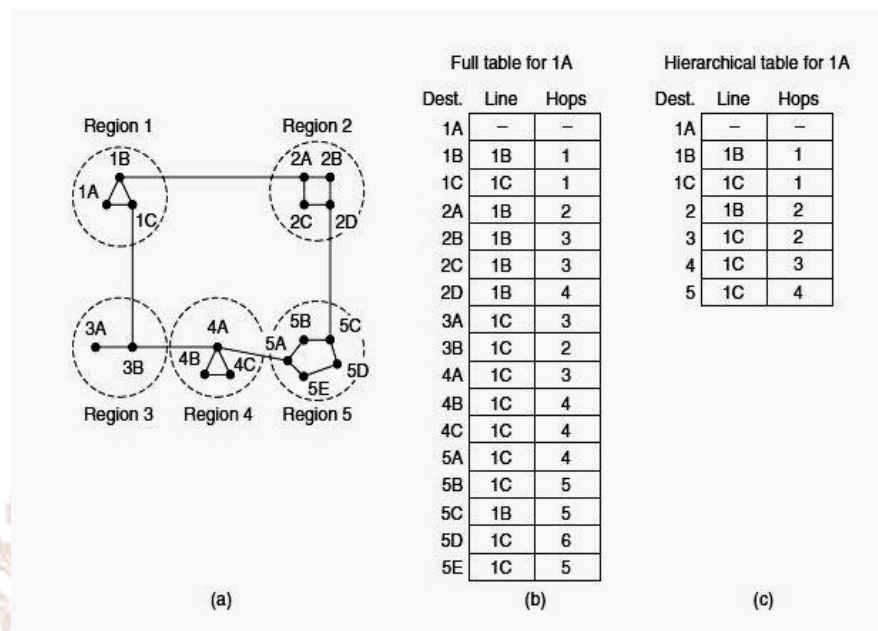 Full table for 1A
Dest. Line Hops
1A – –
1B 1B 1
1C 1C 1
2A 1B 2
2B 1B 3
2C 1B 3
2D 1B 4
3A 1C 3
3B 1C 2
4A 1C 3
4B 1C 4
4C 1C 4
5A 1C 4
5B 1C 5
5C 1B 5
5D 1C 6
5E 1C 5
(b)
Hierarchical table for 1A
Dest. Line Hops
1A – –
1B 1B 1
1C 1C 1
2 1B 2
3 1C 2
4 1C 3
5 1C 4
(c)
Region 1
Region 2
1B
2A 2B
1A
1C
2C
2D
3A
4A
5B
5C
5A
3B
4B
4C
5D
5E
Region 3
Region 4
Region 5
(a)